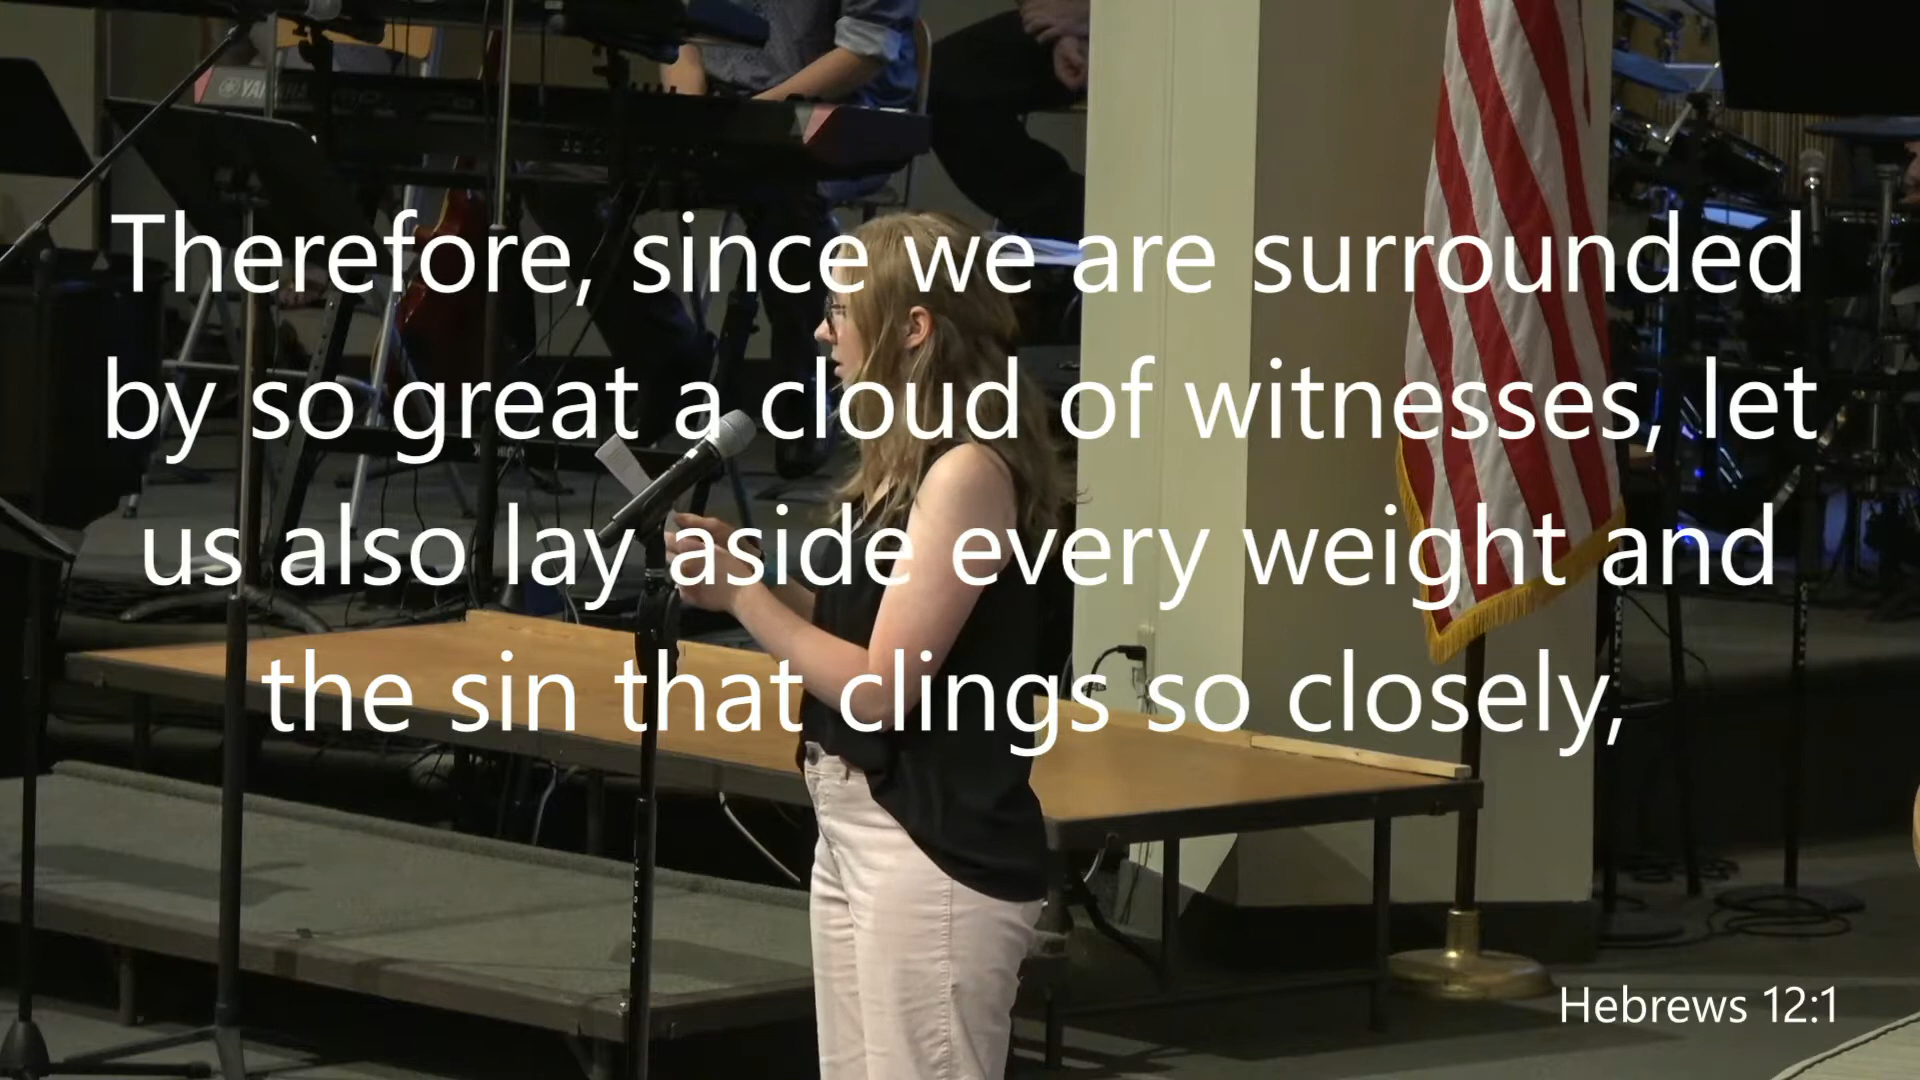 YAMAHA
Therefore, since we are surrounded
by so great a cloud of witnesses, let
us also lay aside every weight and
the sin that clings so closely,
Hebrews 12:1